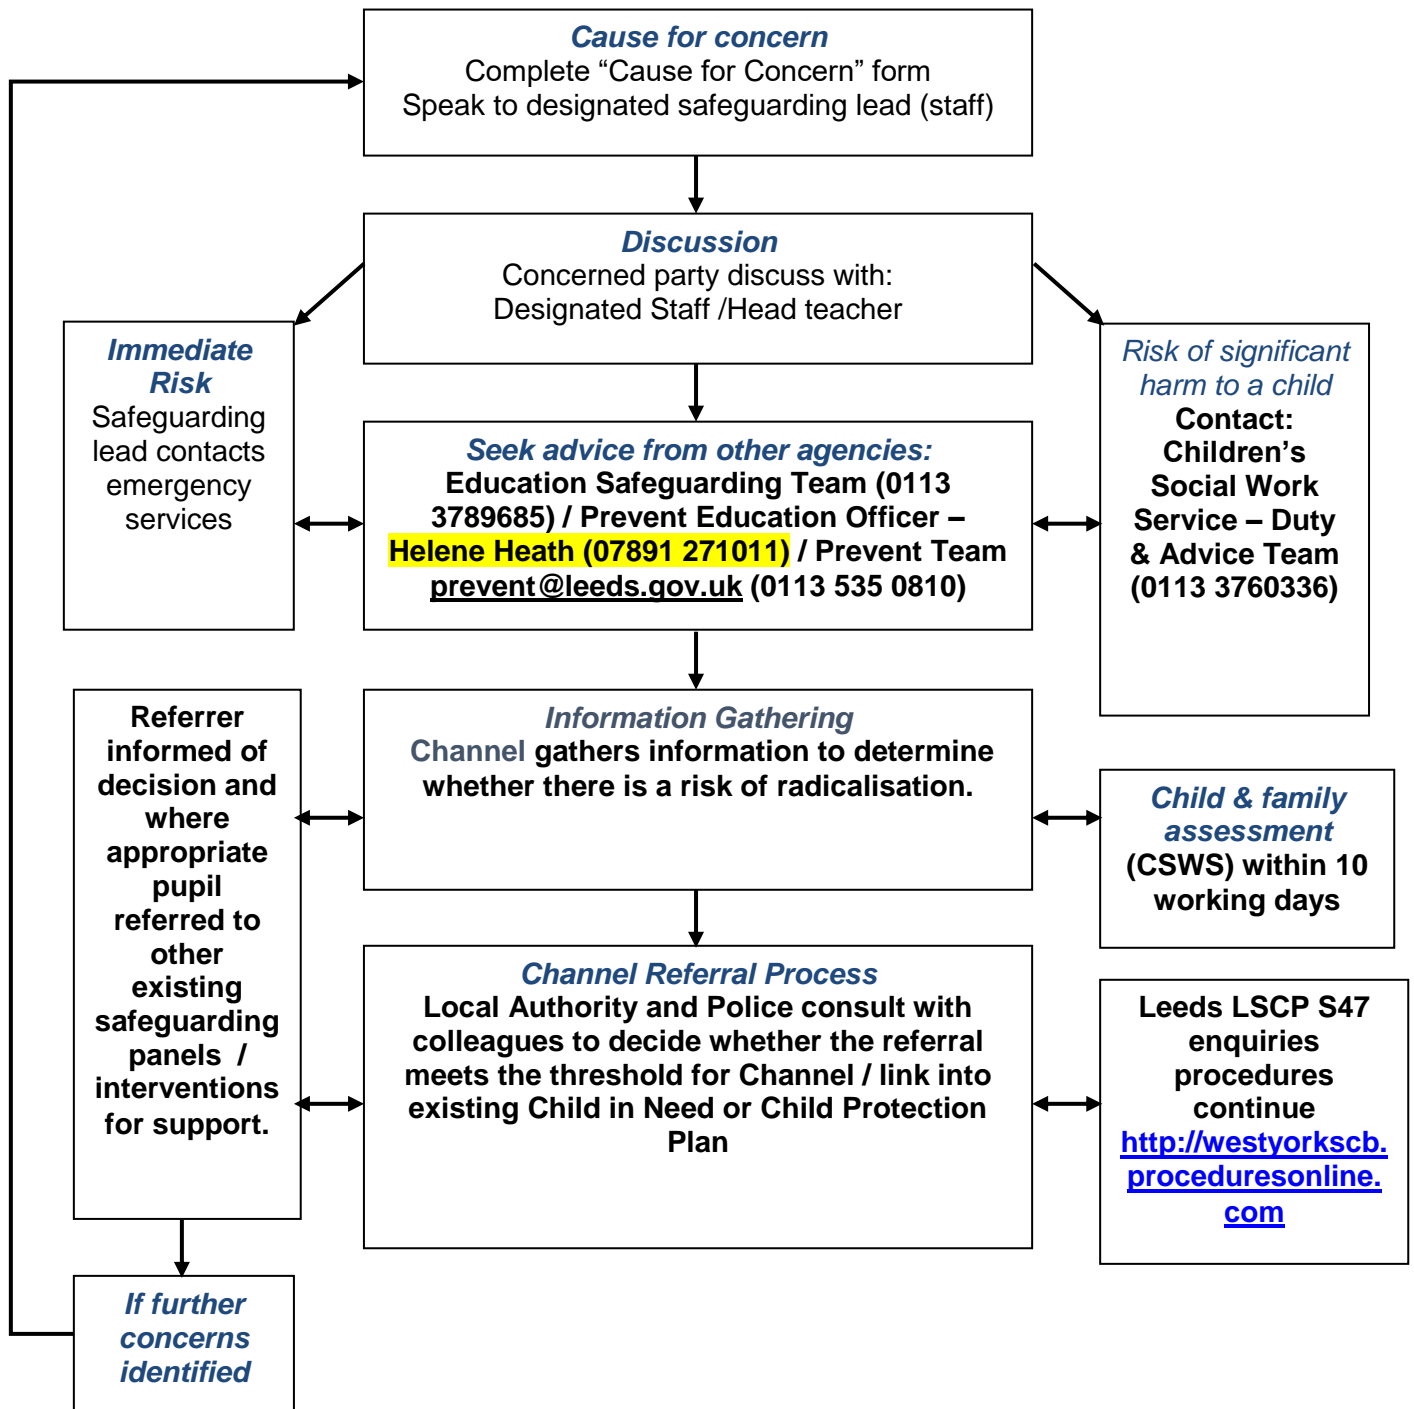 Cause for concern
Complete “Cause for Concern” form
Speak to designated safeguarding lead (staff)
Discussion
Concerned party discuss with:
Designated Staff /Head teacher
Immediate
Risk
Safeguarding
lead contacts
emergency
services
Seek advice from other agencies:
Education Safeguarding Team (0113
3789685) / Prevent Education Officer –
Helene Heath (07891 271011) / Prevent Team
prevent@leeds.gov.uk (0113 535 0810)
Risk of significant
harm to a child
Contact:
Children’s
Social Work
Service – Duty
& Advice Team
(0113 3760336)
Referrer
informed of
decision and
where
appropriate
pupil
referred to
other
existing
safeguarding
panels /
interventions
for support.
Information Gathering
Channel gathers information to determine
whether there is a risk of radicalisation.
Child & family
assessment
(CSWS) within 10
working days
Channel Referral Process
Local Authority and Police consult with
colleagues to decide whether the referral
meets the threshold for Channel / link into
existing Child in Need or Child Protection
Plan
Leeds LSCP S47
enquiries
procedures
continue
http://westyorkscb.
proceduresonline.
com
If further
concerns
identified